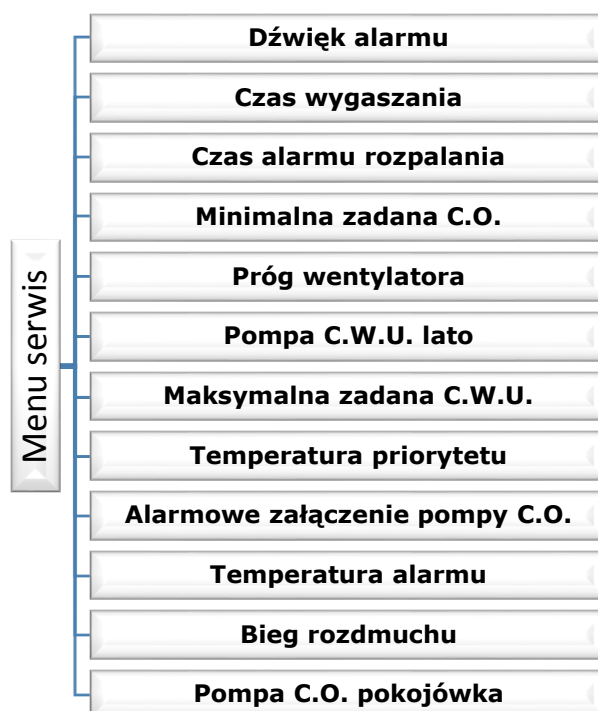 Menu serwis
Dźwięk alarmu
Czas wygaszania
Czas alarmu rozpalania
Minimalna zadana C.O.
Próg wentylatora
Pompa C.W.U. lato
Maksymalna zadana C.W.U.
Temperatura priorytetu
Alarmowe załączenie pompy C.O.
Temperatura alarmu
Bieg rozdmuchu
Pompa C.O. pokojówka